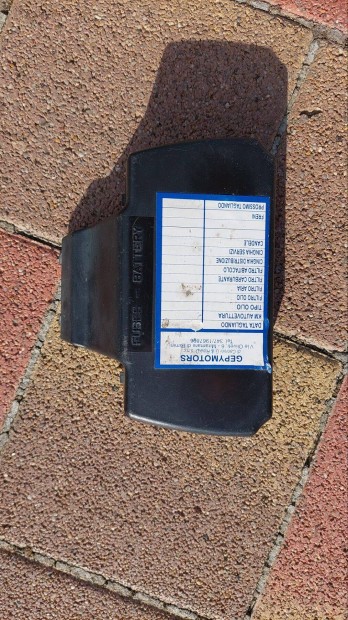 FUSES - BATTERY
GEPYMOTORS
DATA TAGLIANDO
KM AUTOVETTURA
TIPO OLIO
FILTRO OLIO
FILTRO ARIA
FILTRO CARBURANTE
FILTRO ABITACOLO
CINGHIA DISTRIBUZIONE
CINGHIA SERVIZI
CANDELE
FRENI
PROSSIMO TAGLIANDO